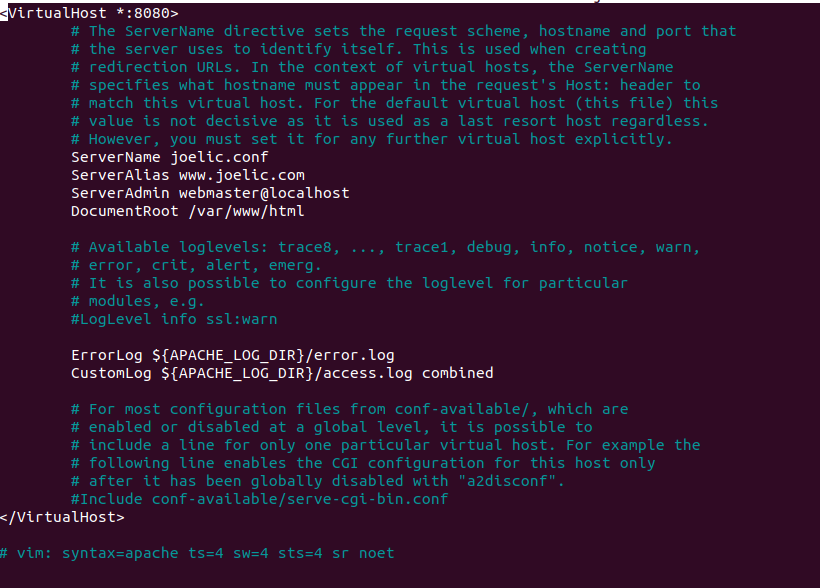 <VirtualHost *:8080>
# The ServerName directive sets the request scheme, hostname and port that
# the server uses to identify itself. This is used when creating
# redirection URLs. In the context of virtual hosts, the ServerName
# specifies what hostname must appear in the request's Host: header to
# match this virtual host. For the default virtual host (this file) this
# value is not decisive as it is used as a last resort host regardless.
# However, you must set it for any further virtual host explicitly.
ServerName joelic.conf
ServerAlias www.joelic.com
ServerAdmin webmaster@localhost
DocumentRoot /var/www/html
# Available loglevels: trace8, ..., trace1, debug, info, notice, warn,
# error, crit, alert, emerg.
# It is also possible to configure the loglevel for particular
# modules, e.g.
#LogLevel info ssl:warn
ErrorLog ${APACHE_LOG_DIR}/error.log
CustomLog ${APACHE_LOG_DIR}/access.log combined
# For most configuration files from conf-available/, which are
# enabled or disabled at a global level, it is possible to
# include a line for only one particular virtual host. For example the
# following line enables the CGI configuration for this host only
# after it has been globally disabled with "a2disconf".
#Include conf-available/serve-cgi-bin.conf
</VirtualHost>
# vim: syntax=apache ts=4 sw=4 sts=4 sr noet